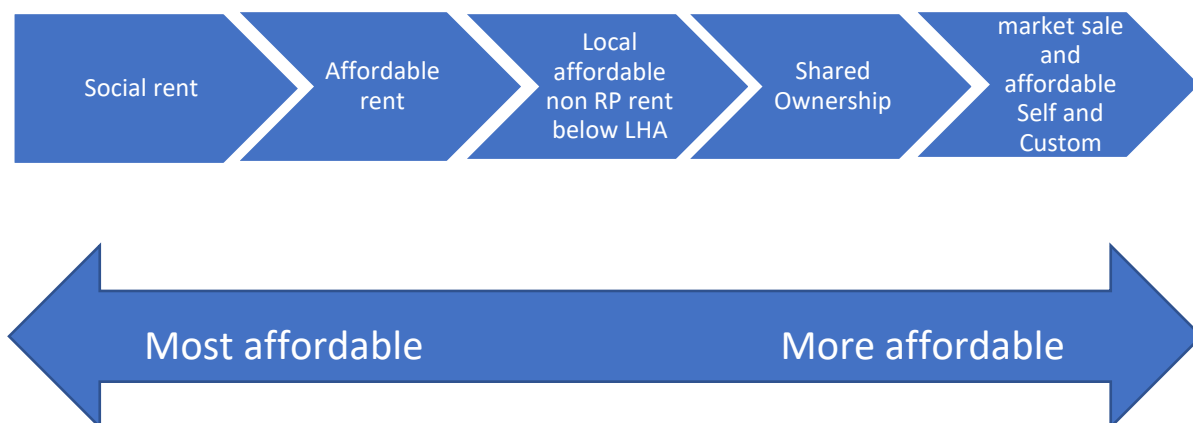 Social rent
Affordable
rent
Local
affordable
non RP rent
below LHA
Shared
Ownership
market sale
and
affordable
Self and
Custom
Most affordable
More affordable